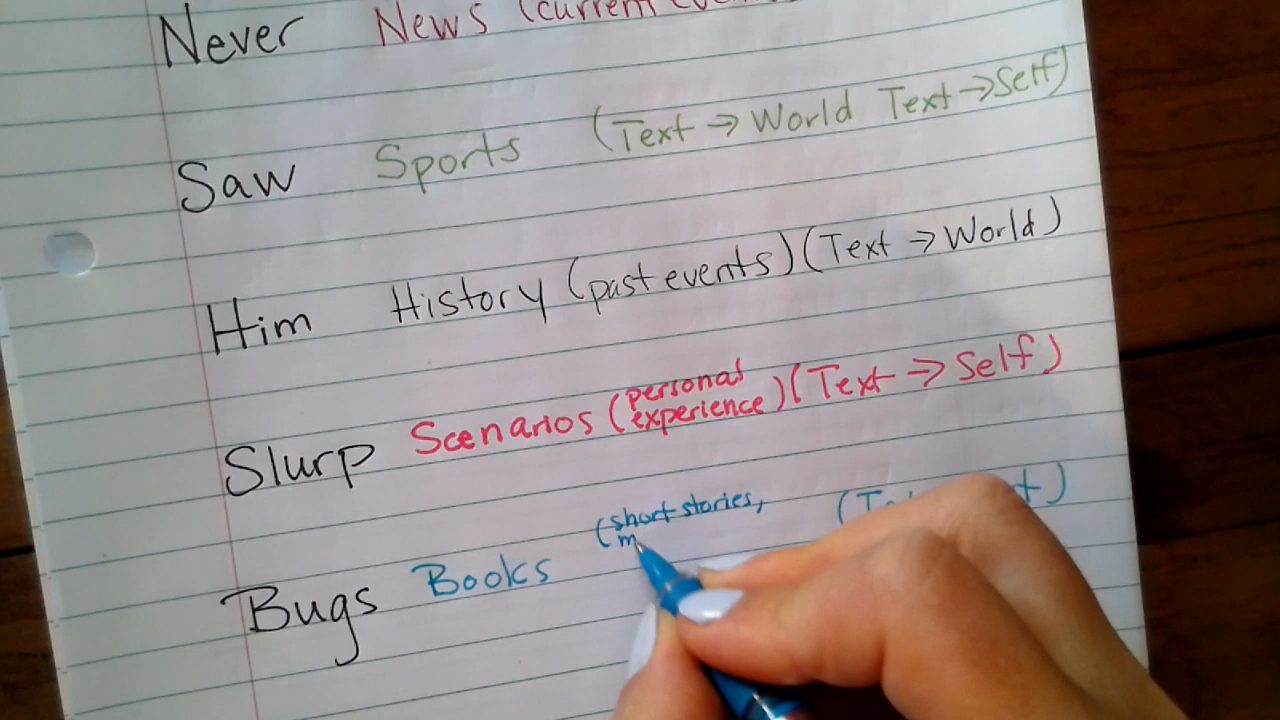 Never News (current
Saw Sports (Text → World Text → Self)
Him History (past events) (Text → World)
Slurp Scenarios (personal experience) (Text → Self)
Bugs Books (short stories,
m